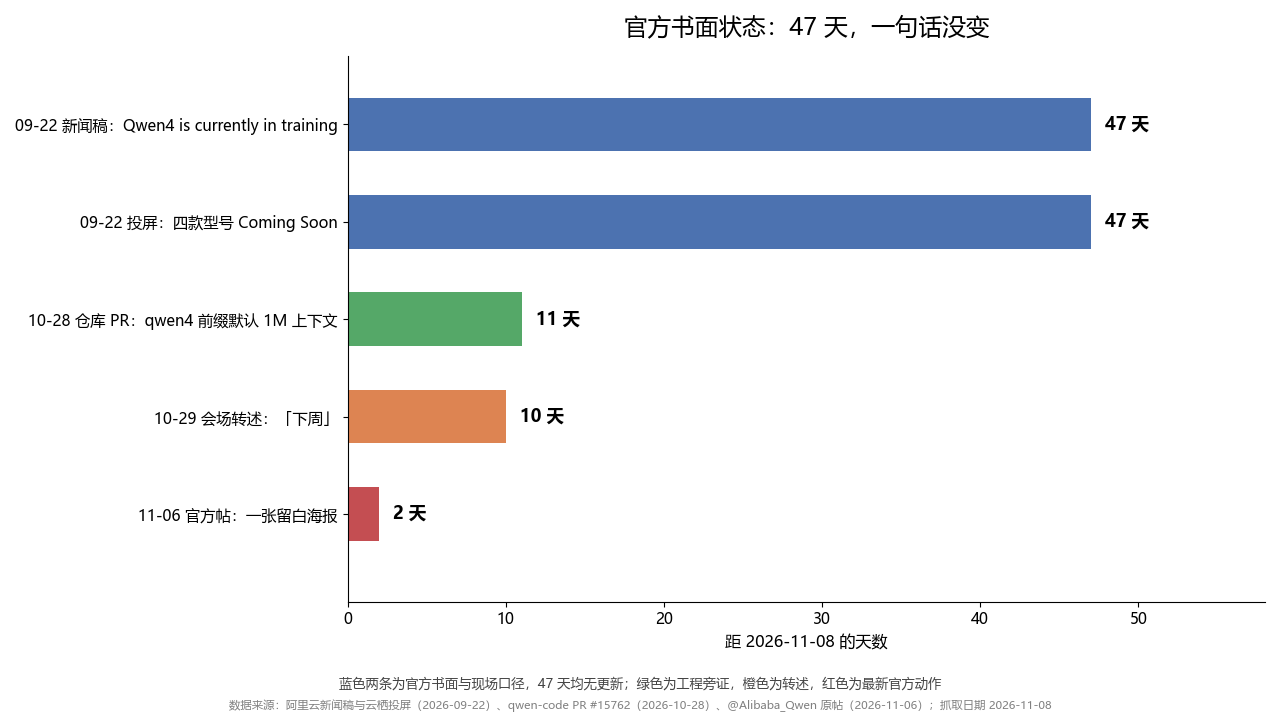 官方书面状态：47 天，一句话没变
09-22 新闻稿：Qwen4 is currently in training
47 天
09-22 投屏：四款型号 Coming Soon
47 天
10-28 仓库 PR：qwen4 前缀默认 1M 上下文
11 天
10-29 会场转述：「下周」
10 天
11-06 官方帖：一张留白海报
2 天
0 10 20 30 40 50
距 2026-11-08 的天数
蓝色两条为官方书面与现场口径，47 天均无更新；绿色为工程旁证，橙色为转述，红色为最新官方动作
数据来源：阿里云新闻稿与云栖投屏（2026-09-22）、qwen-code PR #15762（2026-10-28）、@Alibaba_Qwen 原帖（2026-11-06）；抓取日期 2026-11-08